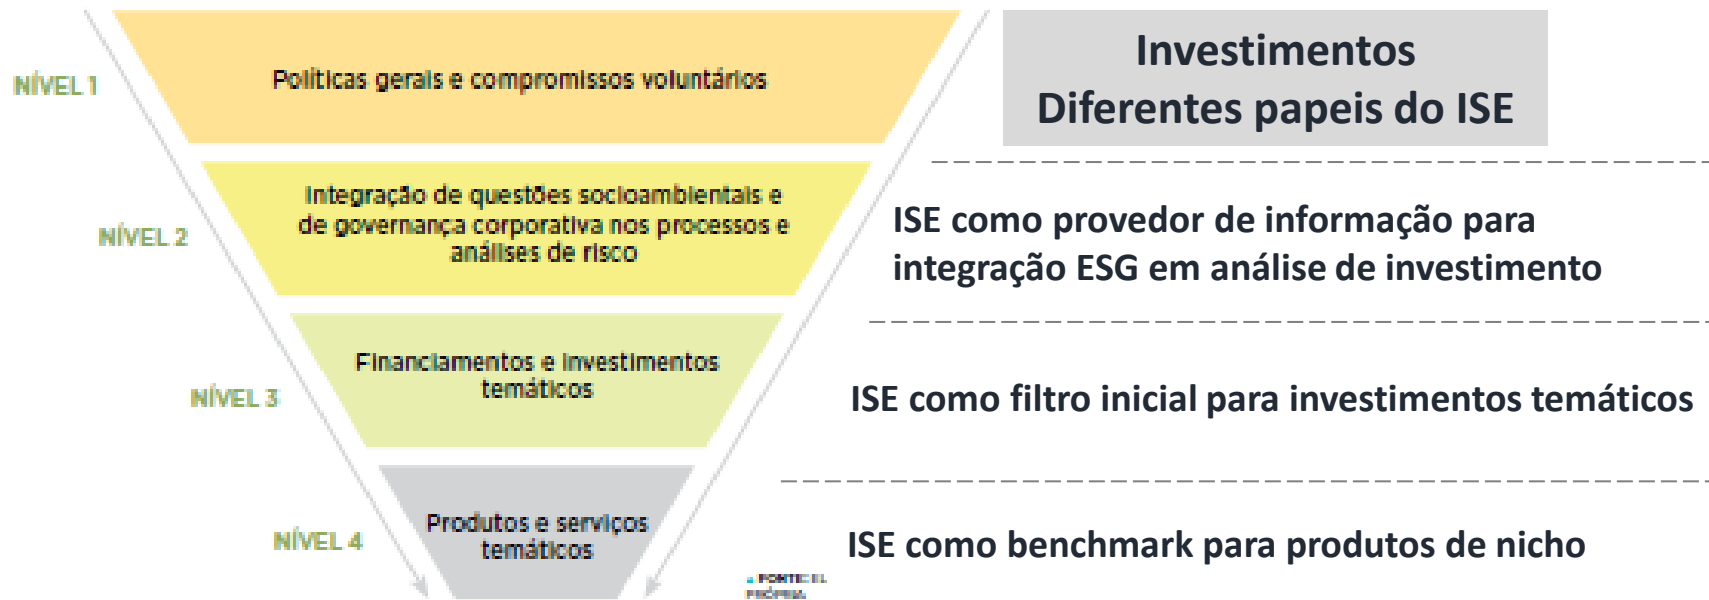 Investimentos
Diferentes papeis do ISE
NÍVEL 1
Políticas gerais e compromissos voluntários
NÍVEL 2
Integração de questões socioambientais e
de governança corporativa nos processos e
análises de risco
ISE como provedor de informação para
integração ESG em análise de investimento
NÍVEL 3
Financiamentos e investimentos
temáticos
ISE como filtro inicial para investimentos temáticos
NÍVEL 4
Produtos e serviços
temáticos
ISE como benchmark para produtos de nicho